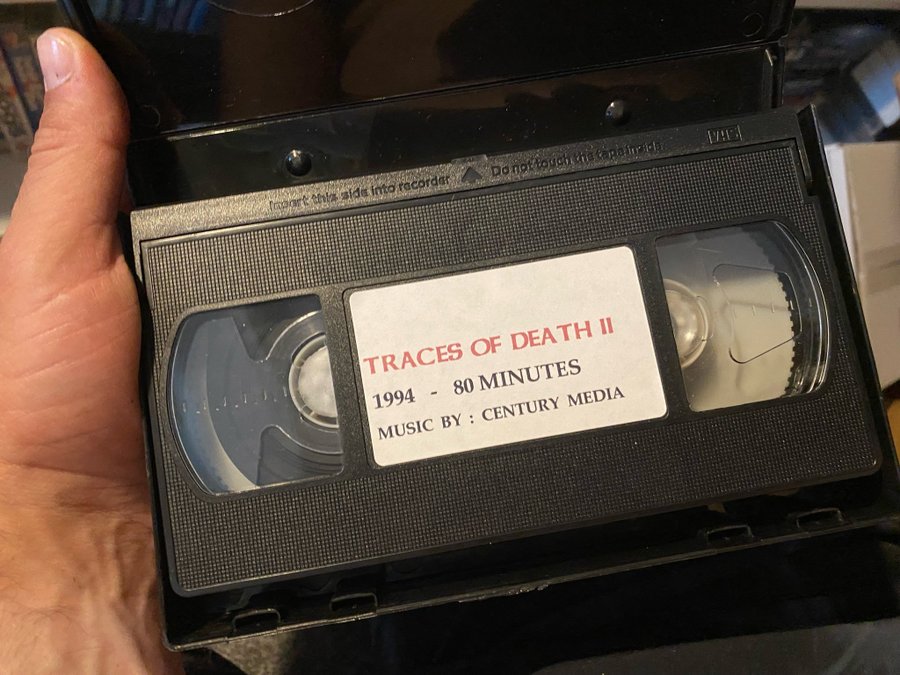 Insert this side into recorder
Do not touch the tape inside
VHS
TRACES OF DEATH II
1994 - 80 MINUTES
MUSIC BY : CENTURY MEDIA